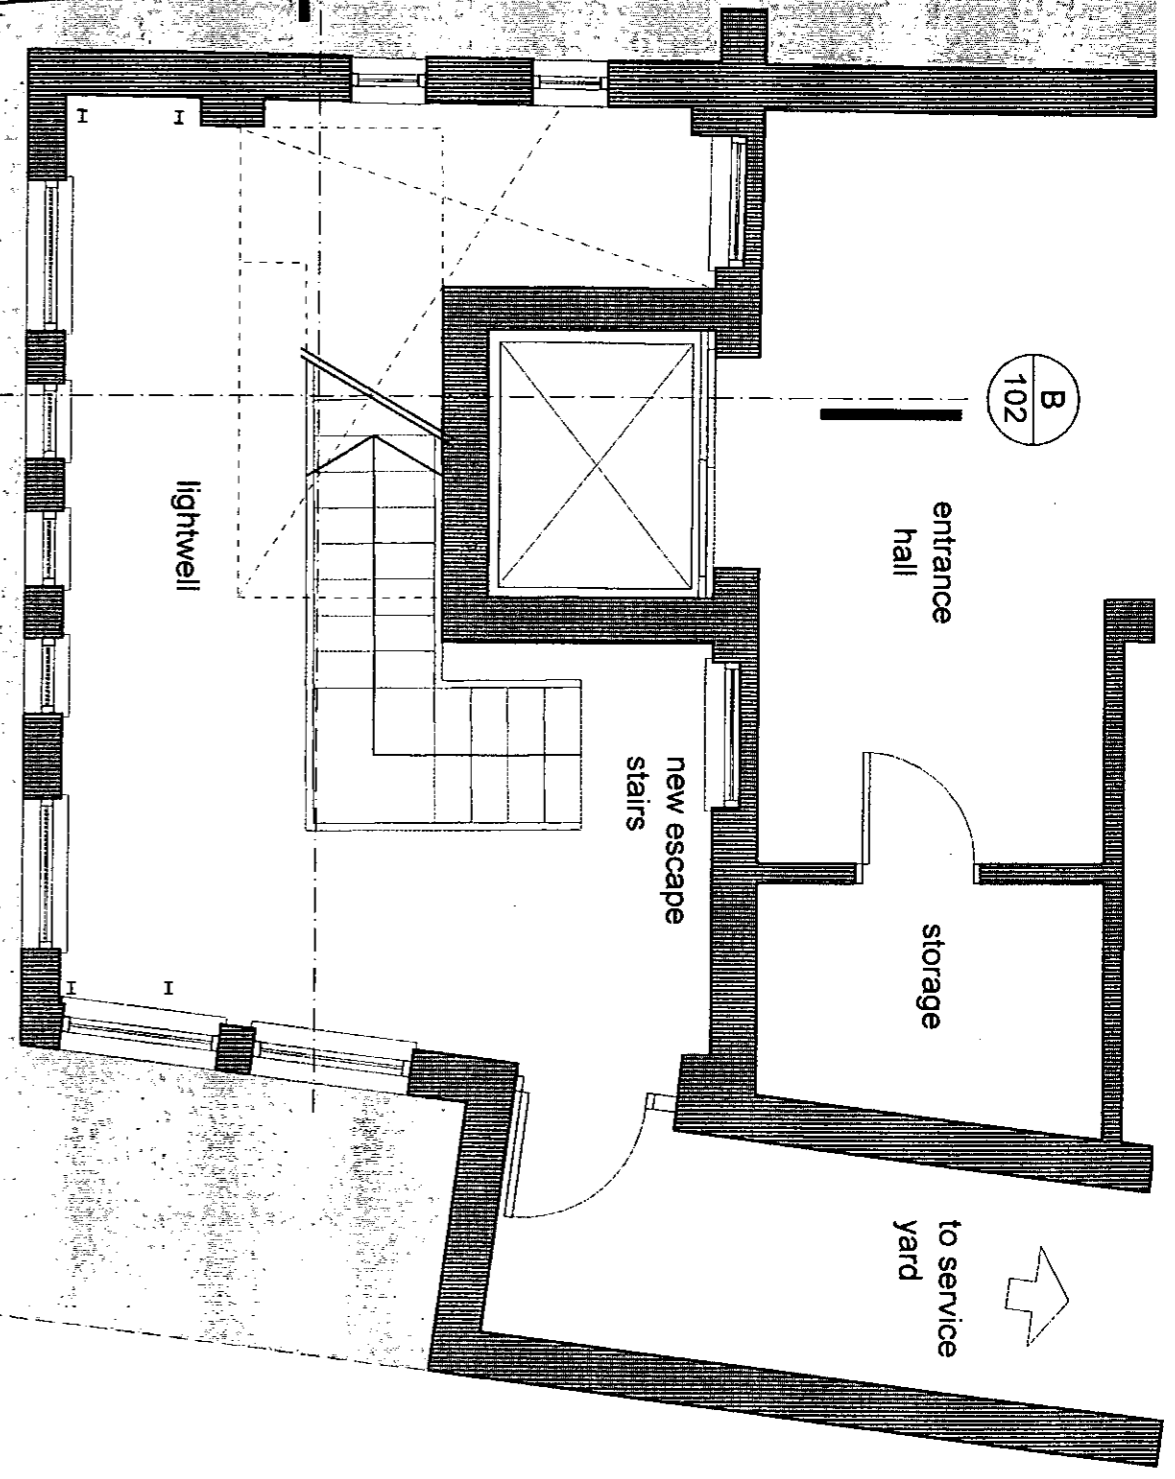 B
102
entrance
hall
lightwell
new escape
stairs
storage
to service
yard
I
I
I
I